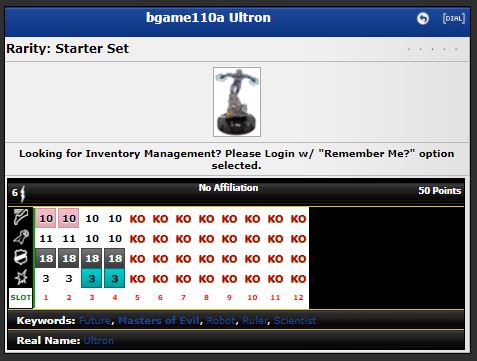 bgame110a Ultron
[DIAL]
Rarity: Starter Set
Looking for Inventory Management? Please Login w/ "Remember Me?" option
selected.
6 No Affiliation 50 Points
10 10 10 10 KO KO KO KO KO KO KO KO
11 11 10 10 KO KO KO KO KO KO KO KO
18 18 18 18 KO KO KO KO KO KO KO KO
3 3 3 3 KO KO KO KO KO KO KO KO
SLOT 1 2 3 4 5 6 7 8 9 10 11 12
Keywords: Future, Masters of Evil, Robot, Ruler, Scientist
Real Name: Ultron